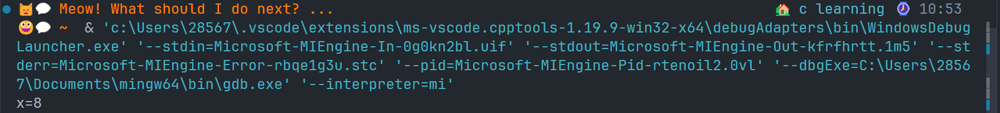 Meow! What should I do next? ... c learning 10:53
~ & 'c:\Users\28567\.vscode\extensions\ms-vscode.cpptools-1.19.9-win32-x64\debugAdapters\bin\WindowsDebug
Launcher.exe' '--stdin=Microsoft-MIEngine-In-0g0kn2bl.uif' '--stdout=Microsoft-MIEngine-Out-kfrfhrtt.1m5' '--st
derr=Microsoft-MIEngine-Error-rbqe1g3u.stc' '--pid=Microsoft-MIEngine-Pid-rtenoil2.0vl' '--dbgExe=C:\Users\2856
7\Documents\mingw64\bin\gdb.exe' '--interpreter=mi'
x=8